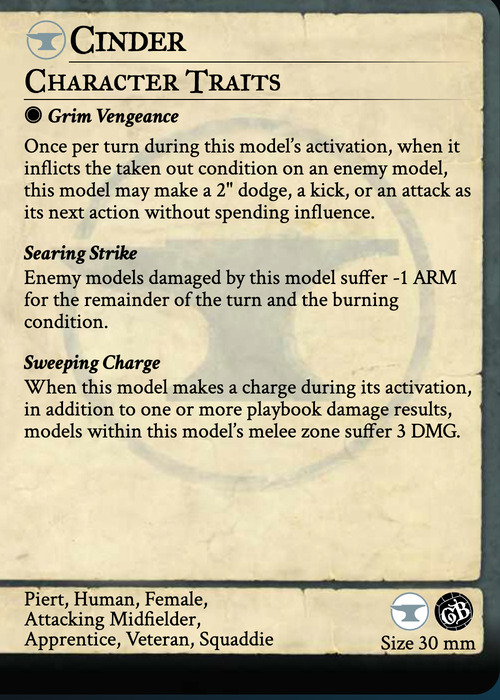 Cinder
Character Traits
Grim Vengeance
Once per turn during this model's activation, when it
inflicts the taken out condition on an enemy model,
this model may make a 2" dodge, a kick, or an attack as
its next action without spending influence.
Searing Strike
Enemy models damaged by this model suffer -1 ARM
for the remainder of the turn and the burning
condition.
Sweeping Charge
When this model makes a charge during its activation,
in addition to one or more playbook damage results,
models within this model's melee zone suffer 3 DMG.
Piert, Human, Female,
Attacking Midfielder,
Apprentice, Veteran, Squaddie
GB
Size 30 mm